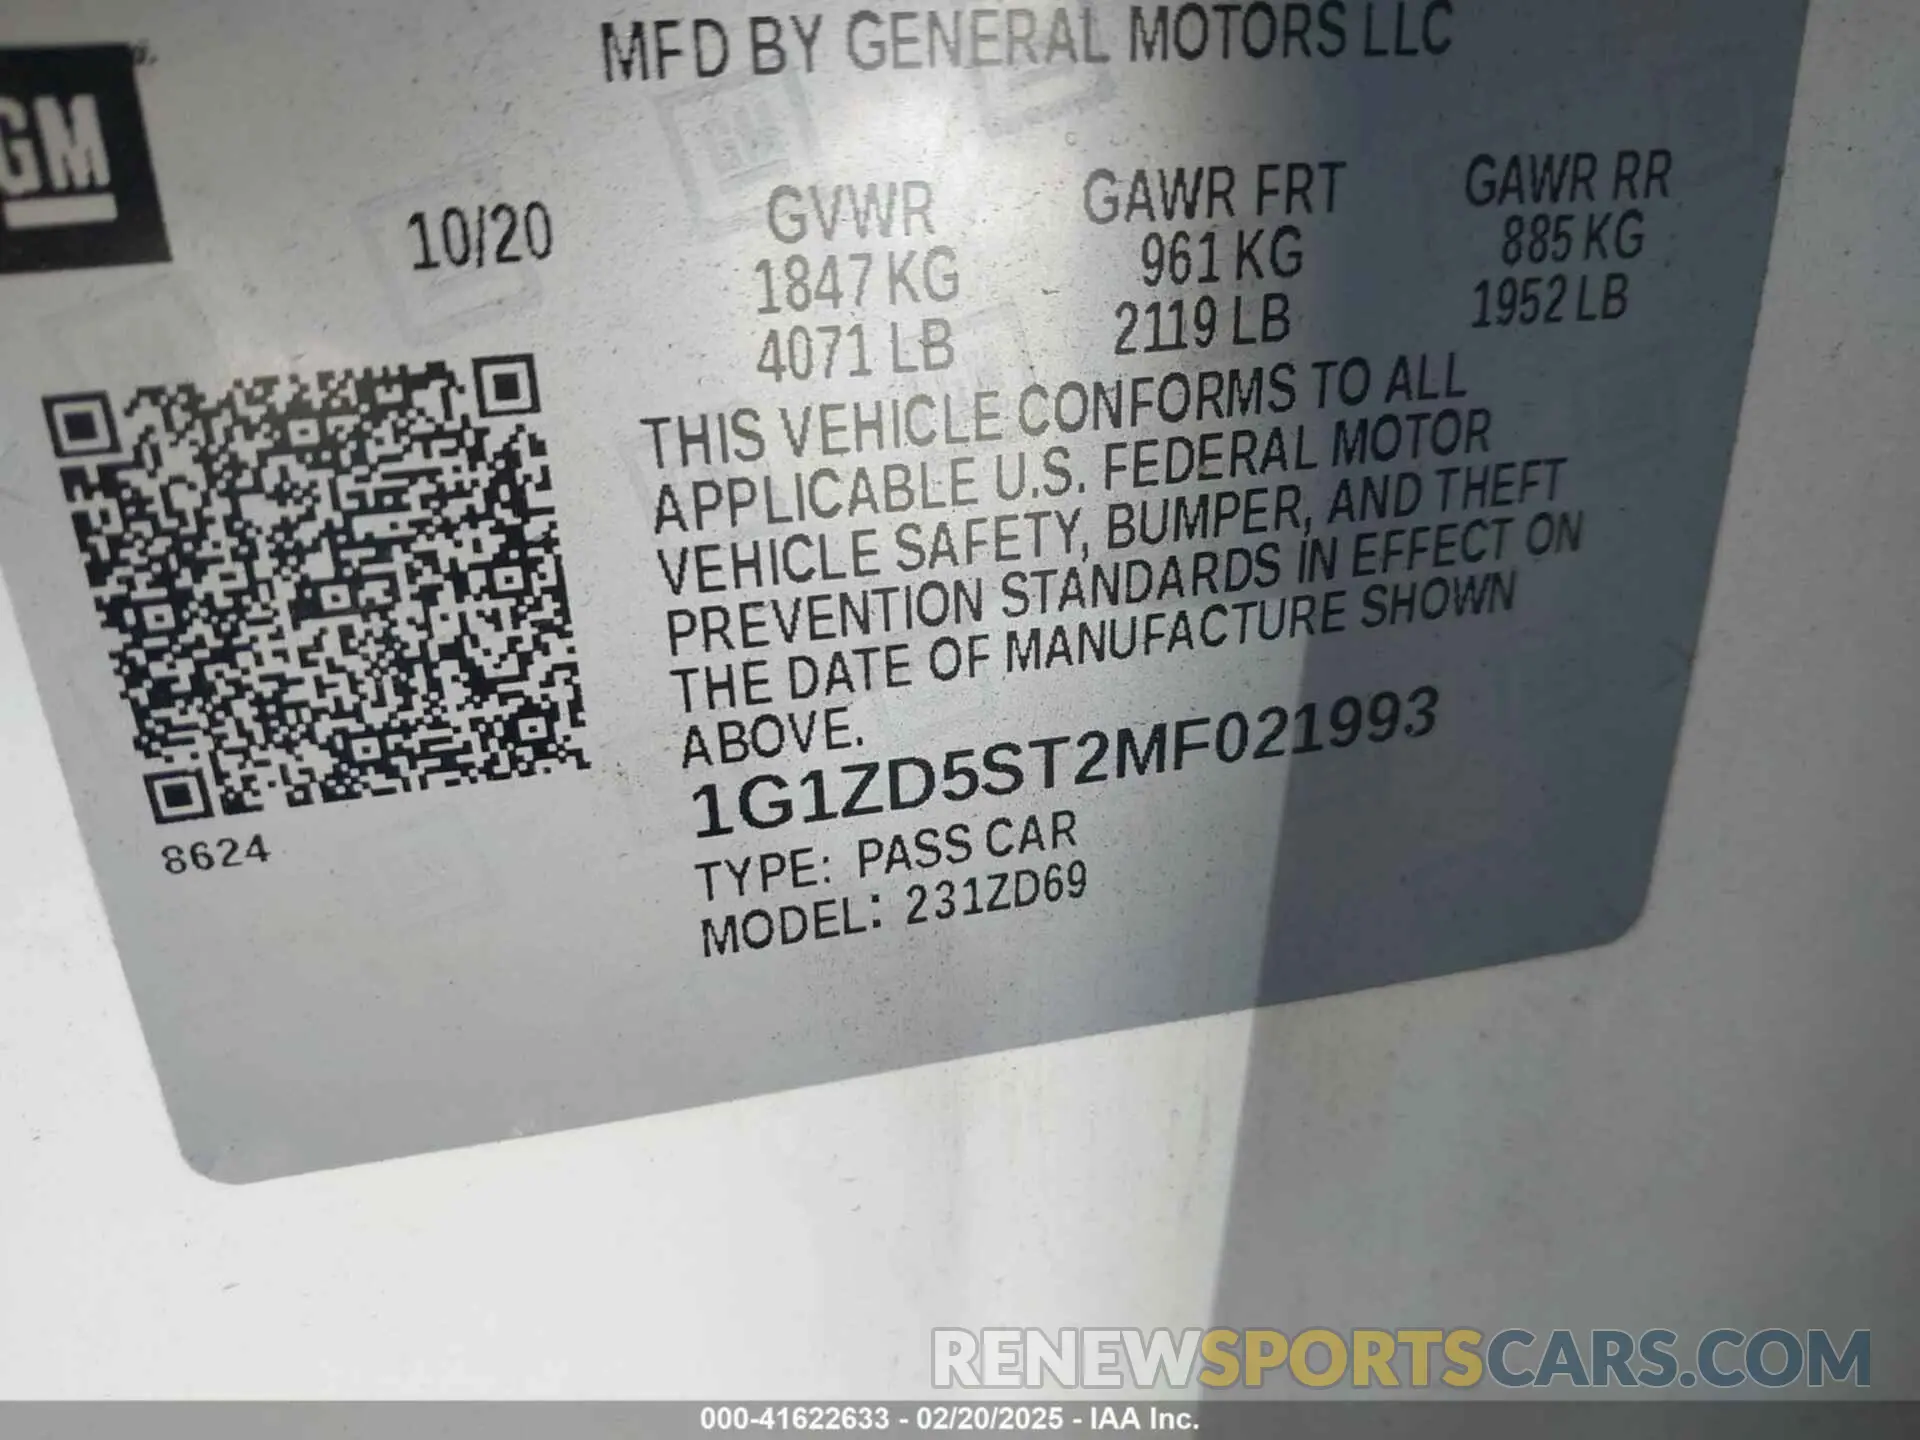 MFD BY GENERAL MOTORS LLC
GM
10/20
GVWR GAWR FRT GAWR RR
1847 KG 961 KG 885 KG
4071 LB 2119 LB 1952 LB
THIS VEHICLE CONFORMS TO ALL
APPLICABLE U.S. FEDERAL MOTOR
VEHICLE SAFETY, BUMPER, AND THEFT
PREVENTION STANDARDS IN EFFECT ON
THE DATE OF MANUFACTURE SHOWN
ABOVE.
1G1ZD5ST2MF021993
TYPE: PASS CAR
MODEL: 231ZD69
8624
RENEWSPORTSCARS.COM
000-41622633 - 02/20/2025 - IAA Inc.